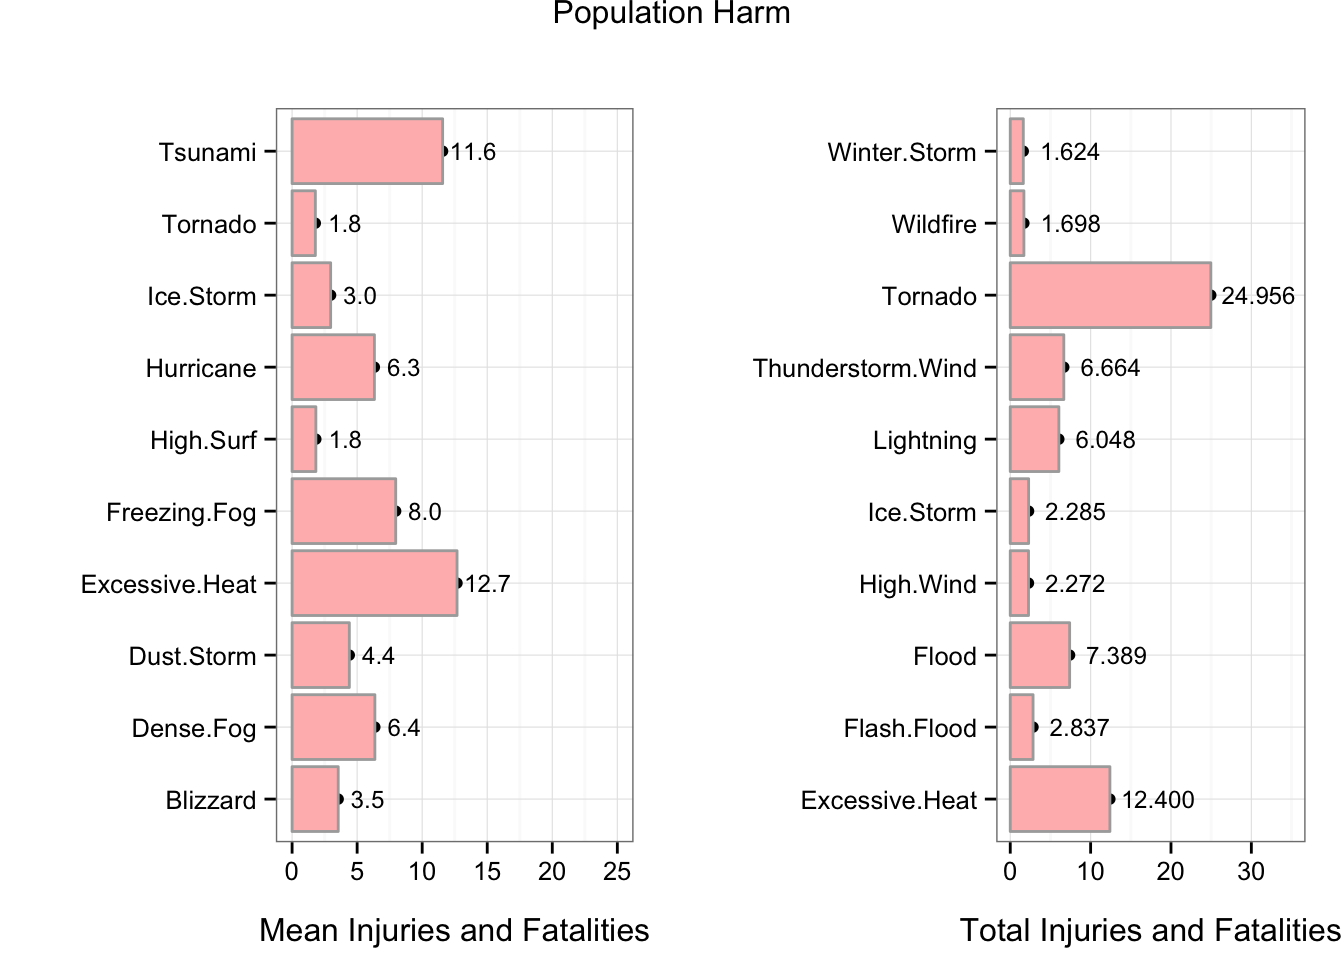 Population Harm
Tsunami
11.6
Tornado
1.8
Ice.Storm
3.0
Hurricane
6.3
High.Surf
1.8
Freezing.Fog
8.0
Excessive.Heat
12.7
Dust.Storm
4.4
Dense.Fog
6.4
Blizzard
3.5
0 5 10 15 20 25
Mean Injuries and Fatalities
Winter.Storm
1.624
Wildfire
1.698
Tornado
24.956
Thunderstorm.Wind
6.664
Lightning
6.048
Ice.Storm
2.285
High.Wind
2.272
Flood
7.389
Flash.Flood
2.837
Excessive.Heat
12.400
0 10 20 30
Total Injuries and Fatalities